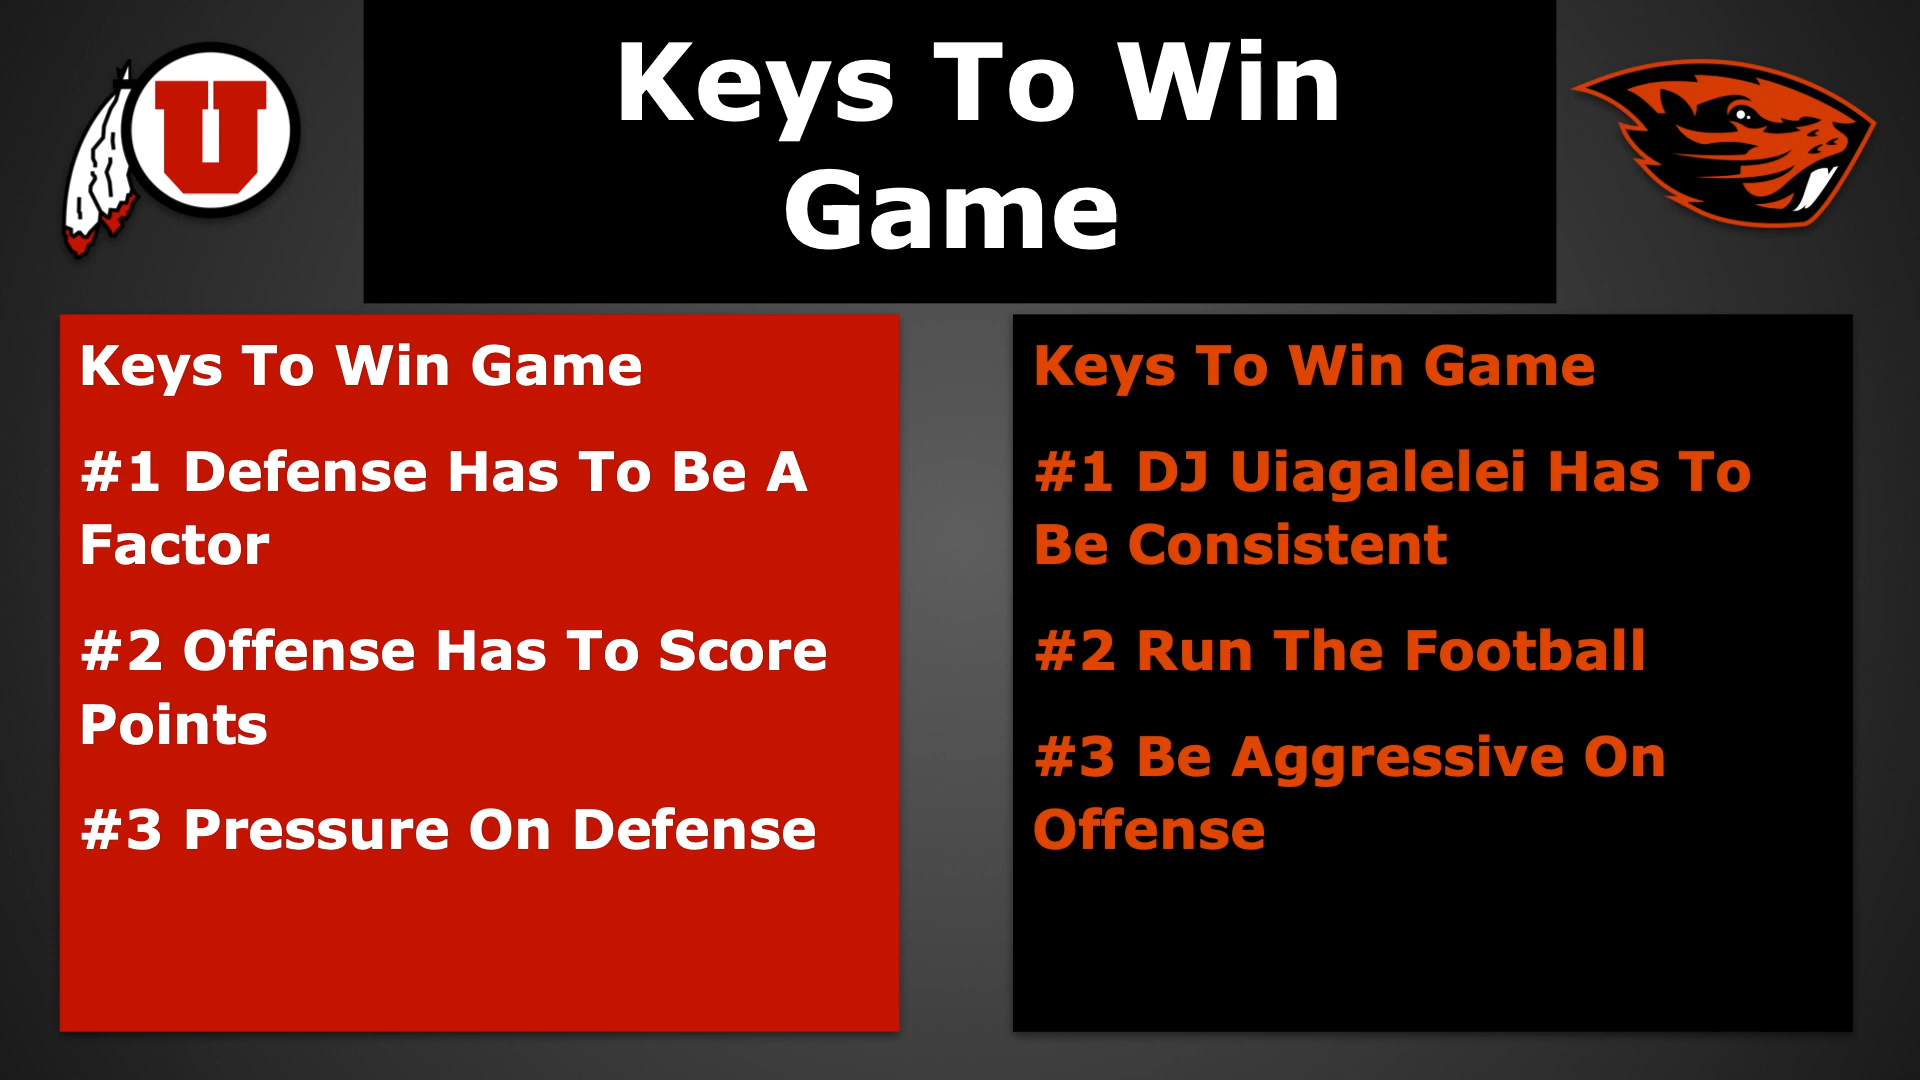 Keys To Win
Game
U
Keys To Win Game
#1 Defense Has To Be A
Factor
#2 Offense Has To Score
Points
#3 Pressure On Defense
Keys To Win Game
#1 DJ Uiagalelei Has To
Be Consistent
#2 Run The Football
#3 Be Aggressive On
Offense